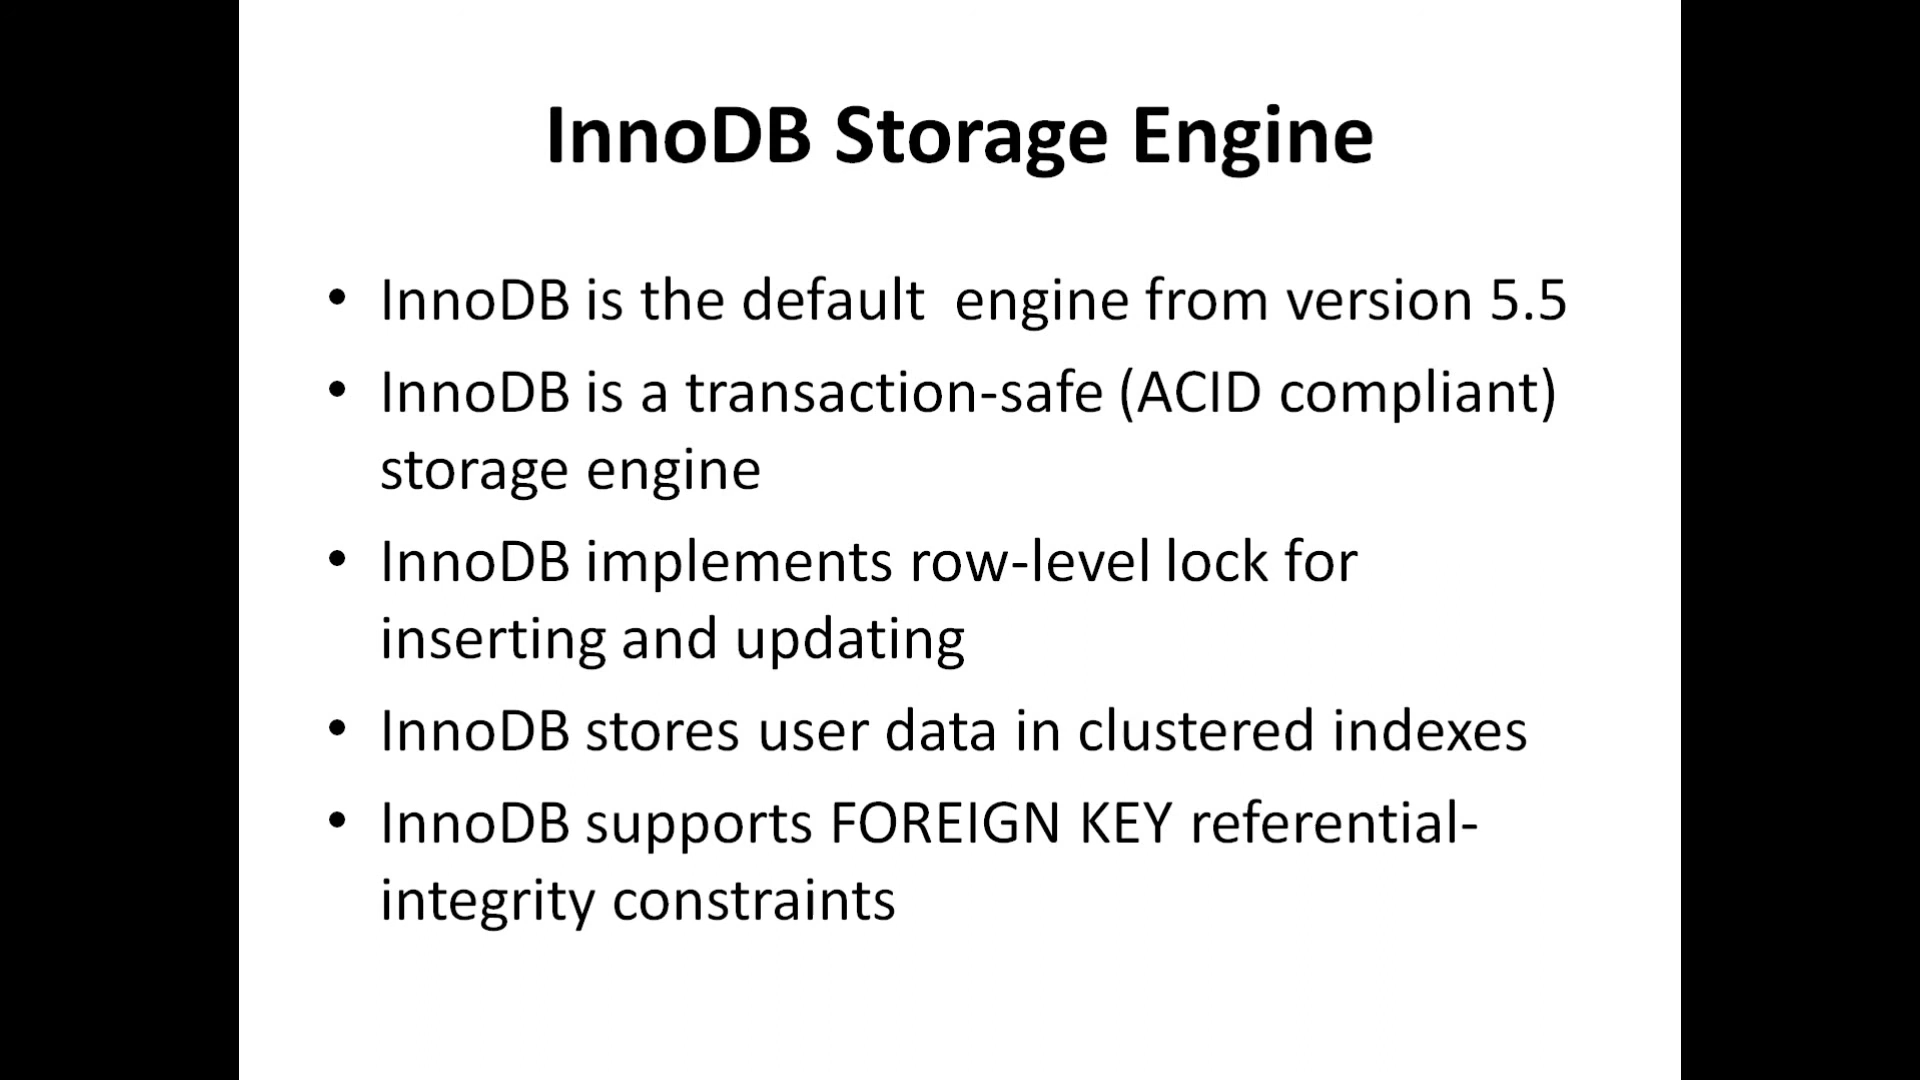 InnoDB Storage Engine
• InnoDB is the default  engine from version 5.5
• InnoDB is a transaction-safe (ACID compliant)
storage engine
• InnoDB implements row-level lock for
inserting and updating
• InnoDB stores user data in clustered indexes
• InnoDB supports FOREIGN KEY referential-
integrity constraints